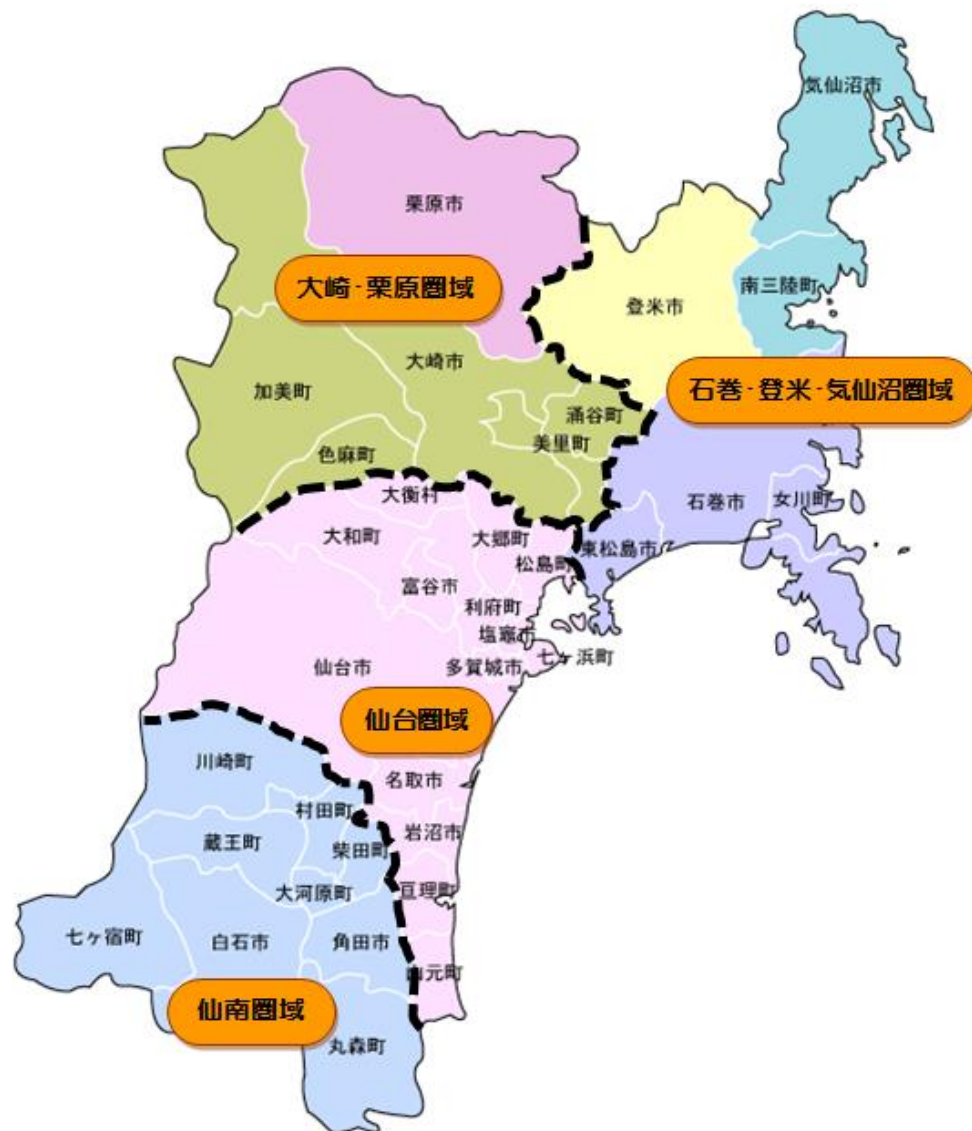 気仙沼市
栗原市
大崎・栗原圏域
南三陸町
登米市
大崎市
加美町
石巻・登米・気仙沼圏域
涌谷町
美里町
色麻町
大衡村
石巻市
女川町
大和町
大郷町
東松島市
松島町
富谷市
利府町
塩竈市
七ヶ浜町
仙台市
多賀城市
仙台圏域
川崎町
名取市
村田町
岩沼市
蔵王町
柴田町
大河原町
亘理町
七ヶ宿町
白石市
角田市
山元町
仙南圏域
丸森町